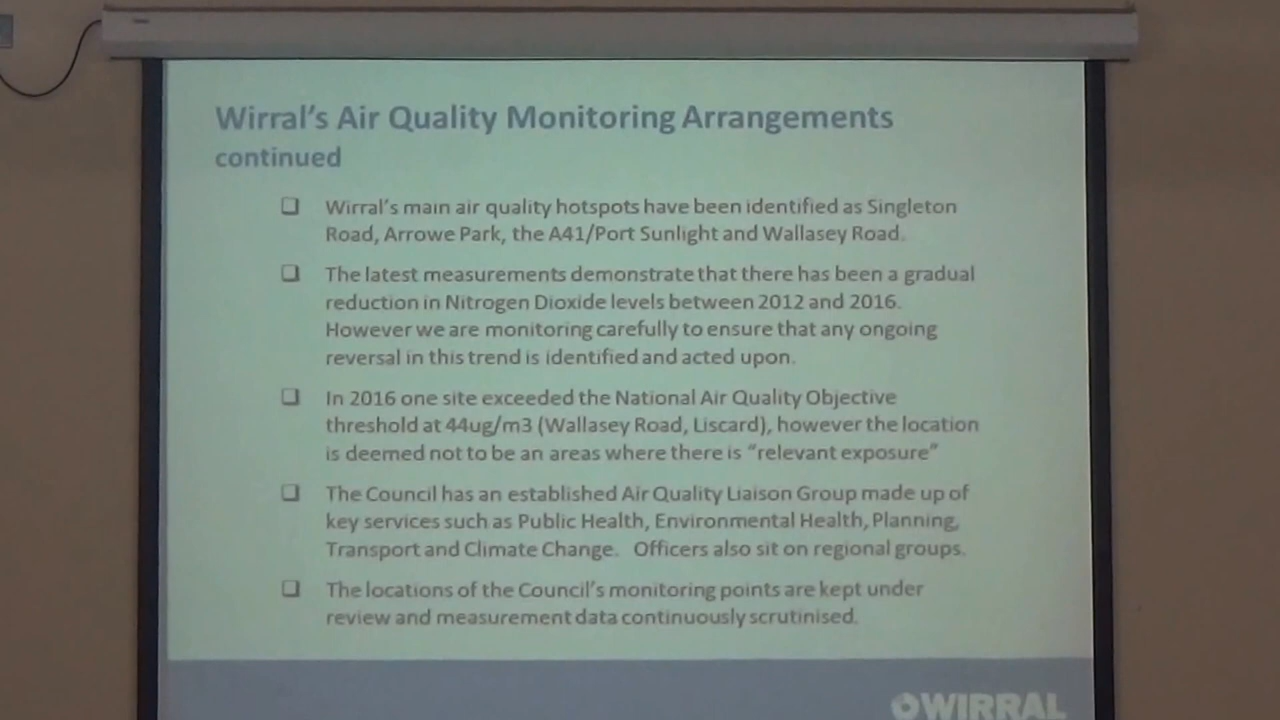 Wirral's Air Quality Monitoring Arrangements
continued
❑ Wirral's main air quality hotspots have been identified as Singleton
Road, Arrowe Park, the A41/Port Sunlight and Wallasey Road.
❑ The latest measurements demonstrate that there has been a gradual
reduction in Nitrogen Dioxide levels between 2012 and 2016.
However we are monitoring carefully to ensure that any ongoing
reversal in this trend is identified and acted upon.
❑ In 2016 one site exceeded the National Air Quality Objective
threshold at 44ug/m3 (Wallasey Road, Liscard), however the location
is deemed not to be an areas where there is "relevant exposure"
❑ The Council has an established Air Quality Liaison Group made up of
key services such as Public Health, Environmental Health, Planning,
Transport and Climate Change. Officers also sit on regional groups.
❑ The locations of the Council's monitoring points are kept under
review and measurement data continuously scrutinised.
WIRRAL